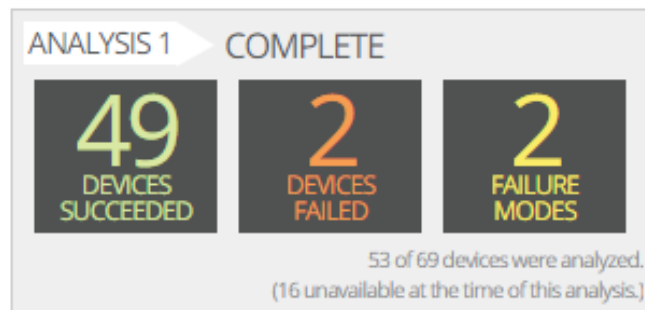 ANALYSIS 1 COMPLETE
49 2 2
DEVICES DEVICES FAILURE
SUCCEEDED FAILED MODES
53 of 69 devices were analyzed.
(16 unavailable at the time of this analysis.)